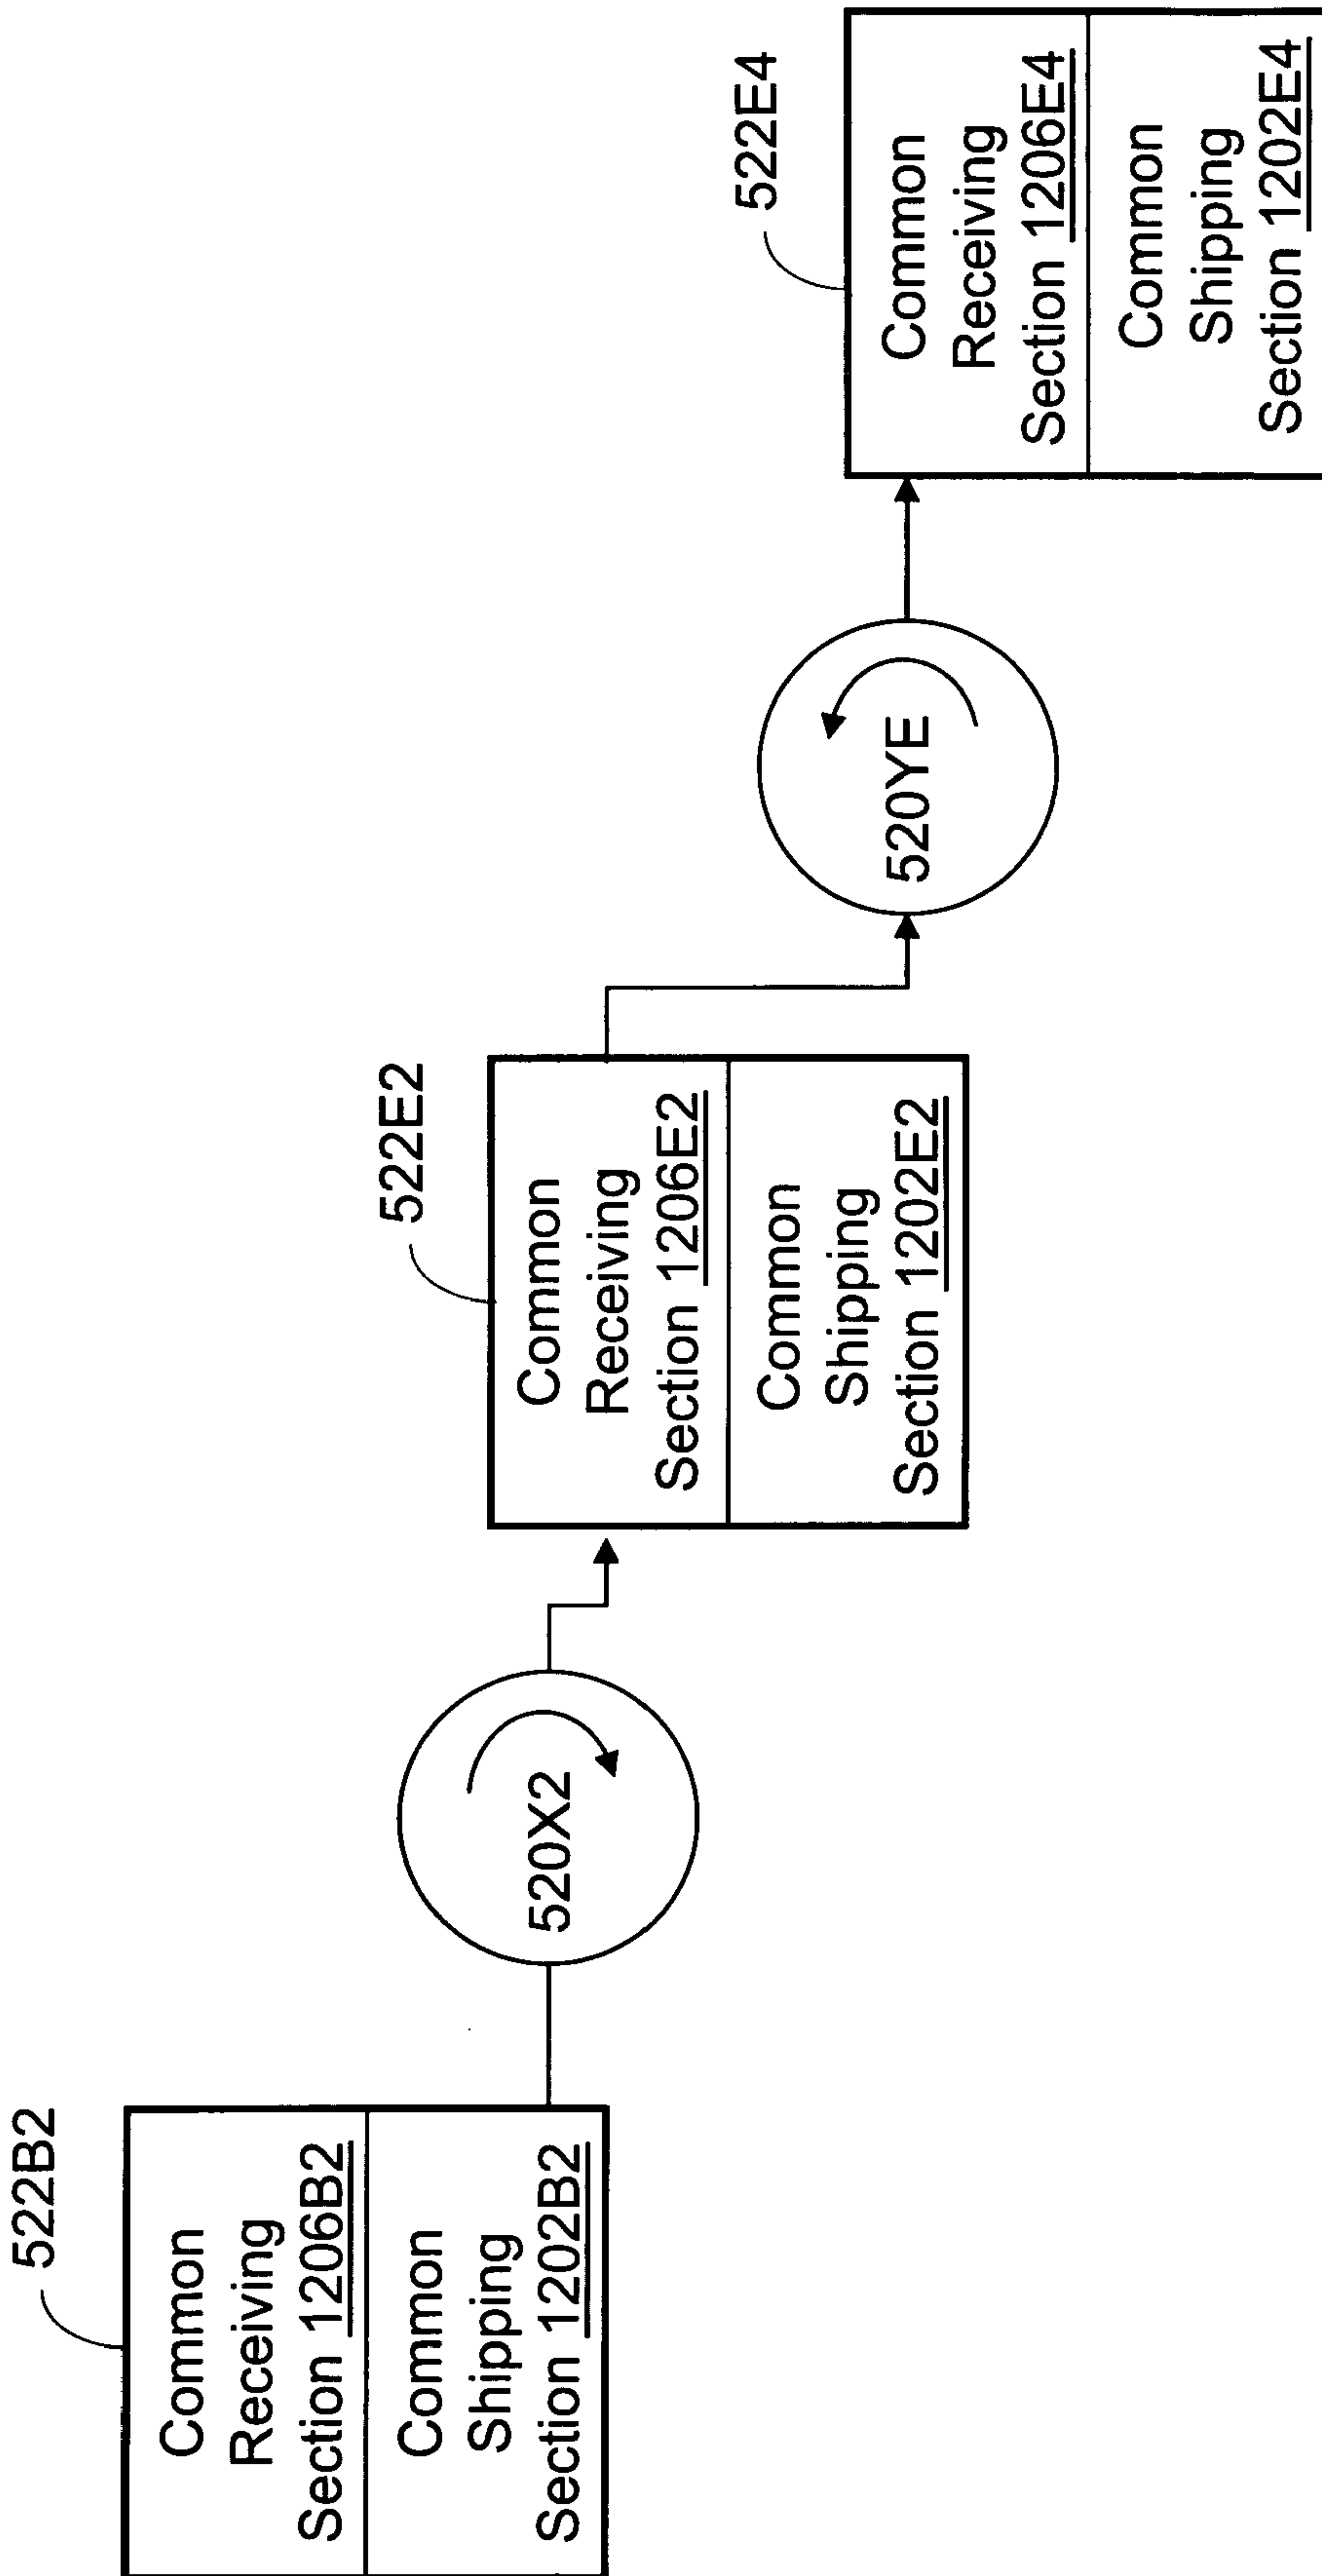 522B2
Common
Receiving
Section 1206B2
Common
Shipping
Section 1202B2
520X2
522E2
Common
Receiving
Section 1206E2
Common
Shipping
Section 1202E2
520YE
522E4
Common
Receiving
Section 1206E4
Common
Shipping
Section 1202E4